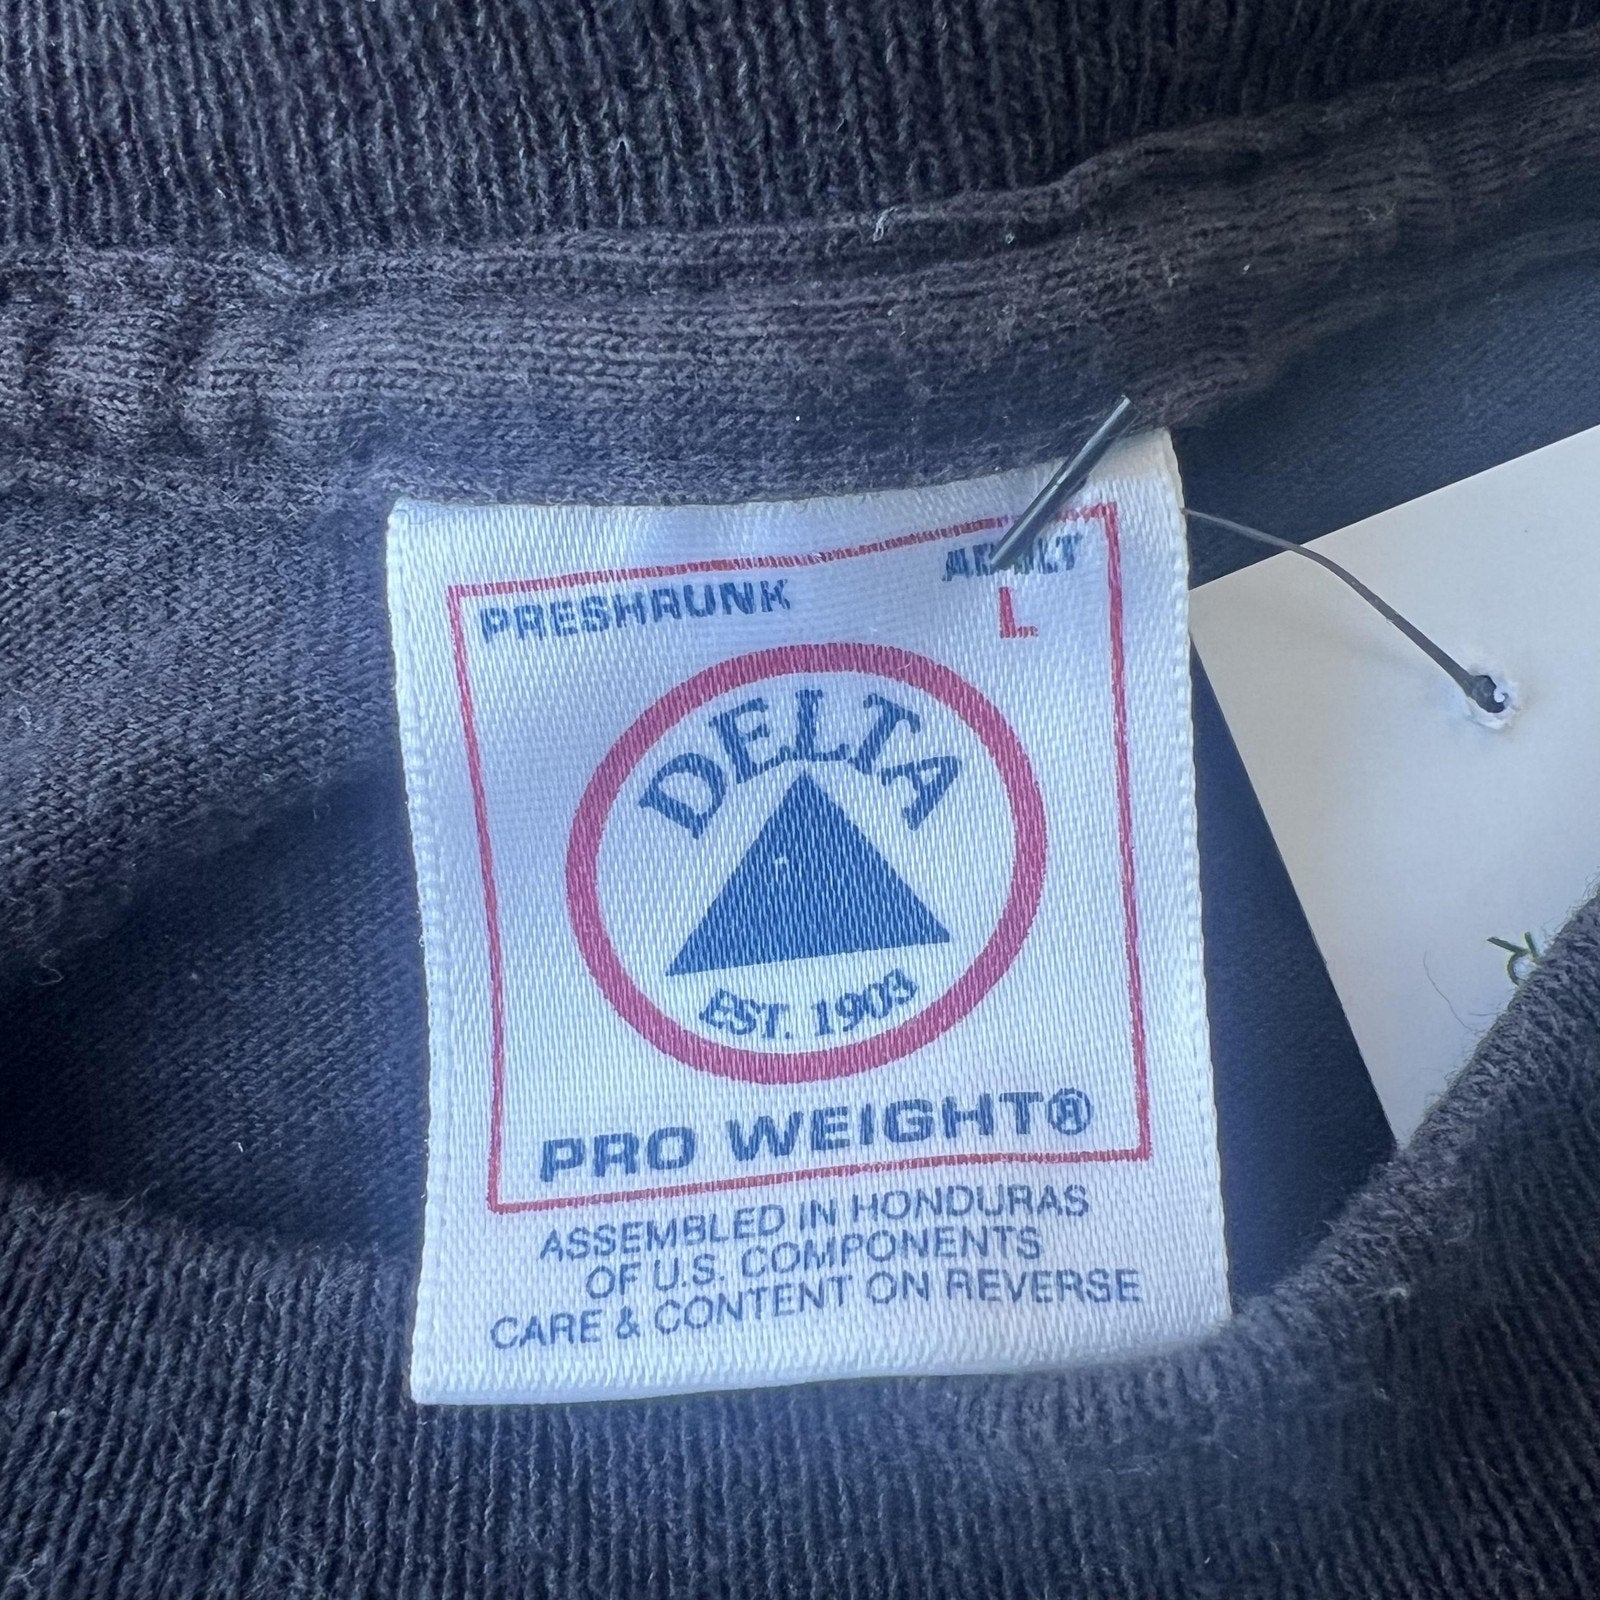 PRESHRUNK
ADULT
L
DELTA
EST. 1903
PRO WEIGHT®
ASSEMBLED IN HONDURAS
OF U.S. COMPONENTS
CARE & CONTENT ON REVERSE